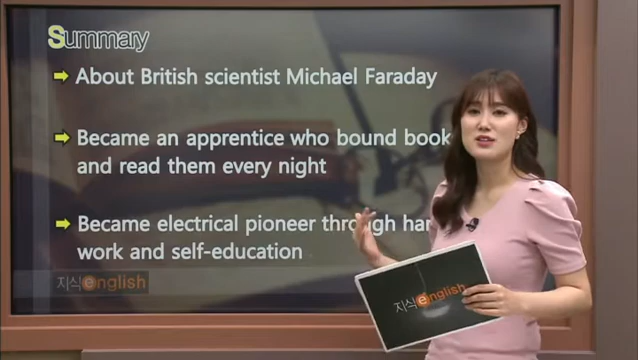 Summary
About British scientist Michael Faraday
Became an apprentice who bound book
and read them every night
Became electrical pioneer through har
work and self-education
지식english
지식english